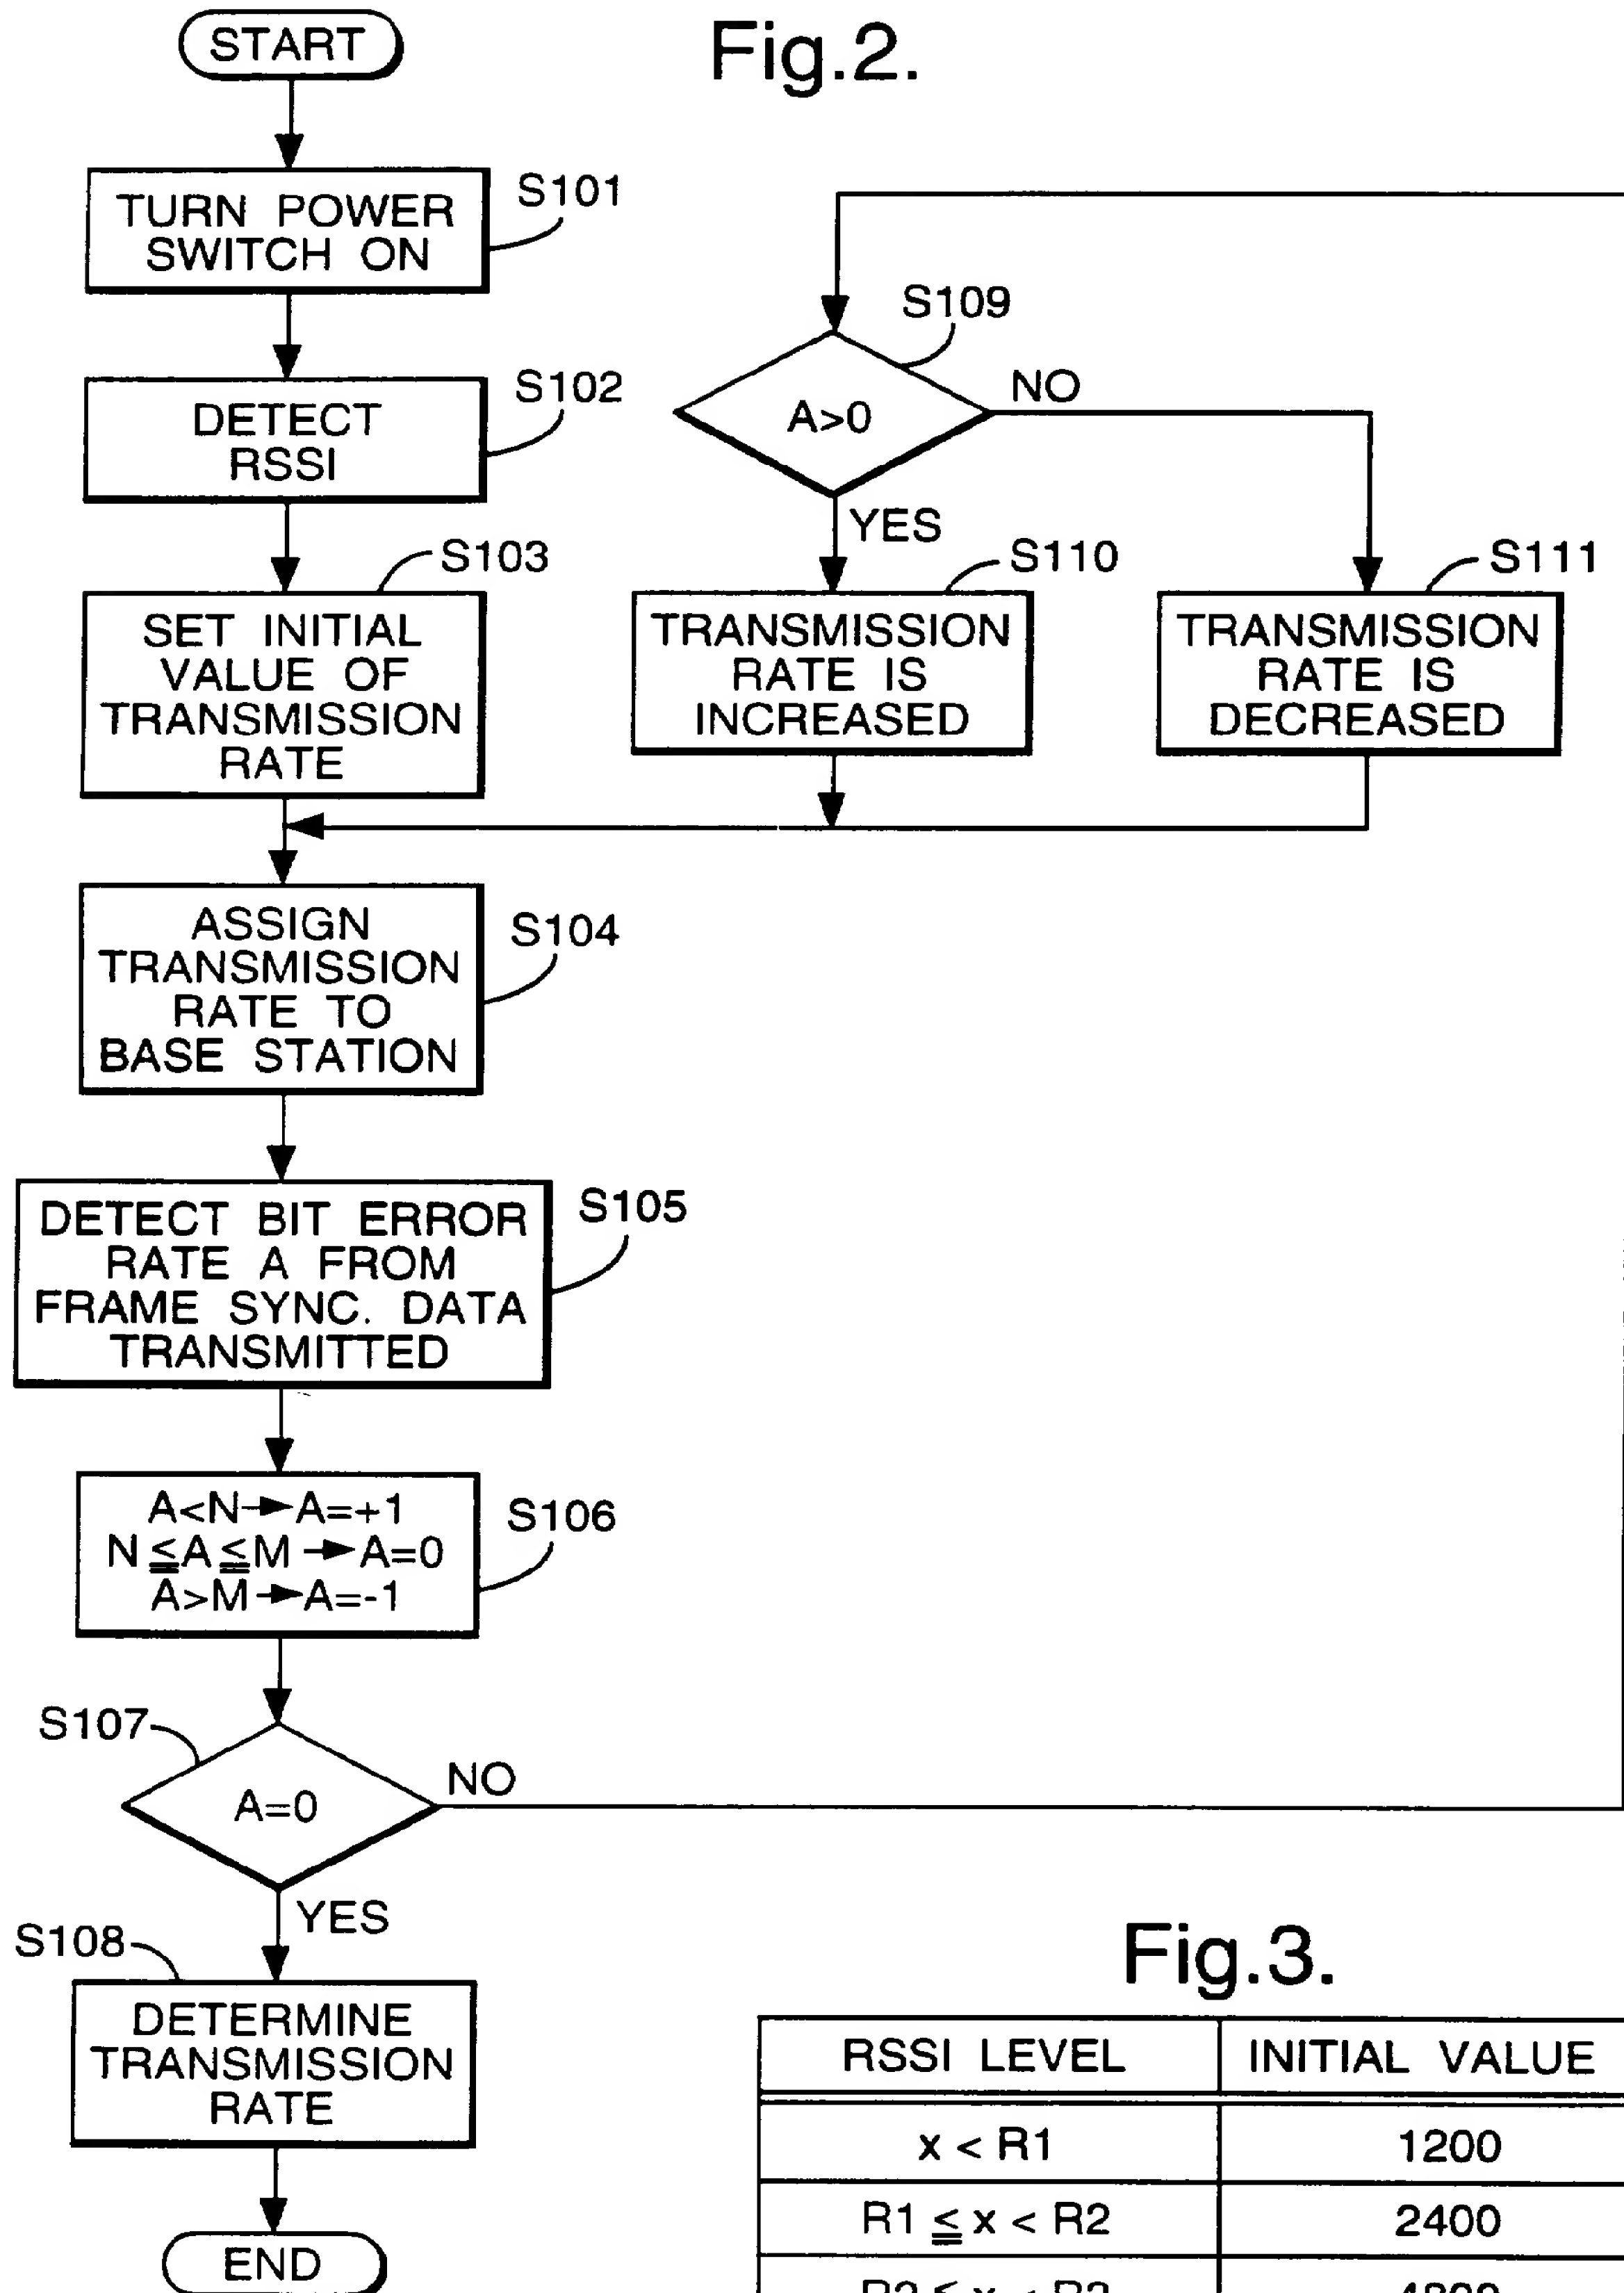 Fig.2.
START
TURN POWER
SWITCH ON
S101
DETECT
RSSI
S102
SET INITIAL
VALUE OF
TRANSMISSION
RATE
S103
ASSIGN
TRANSMISSION
RATE TO
BASE STATION
S104
DETECT BIT ERROR
RATE A FROM
FRAME SYNC. DATA
TRANSMITTED
S105
A<N→A=+1
N≦A≦M→A=0
A>M→A=-1
S106
S107
A=0
NO
YES
S108
DETERMINE
TRANSMISSION
RATE
END
S109
A>0
NO
YES
S110
TRANSMISSION
RATE IS
INCREASED
S111
TRANSMISSION
RATE IS
DECREASED
Fig.3.
RSSI LEVEL INITIAL VALUE
x < R1 1200
R1 ≦ x < R2 2400